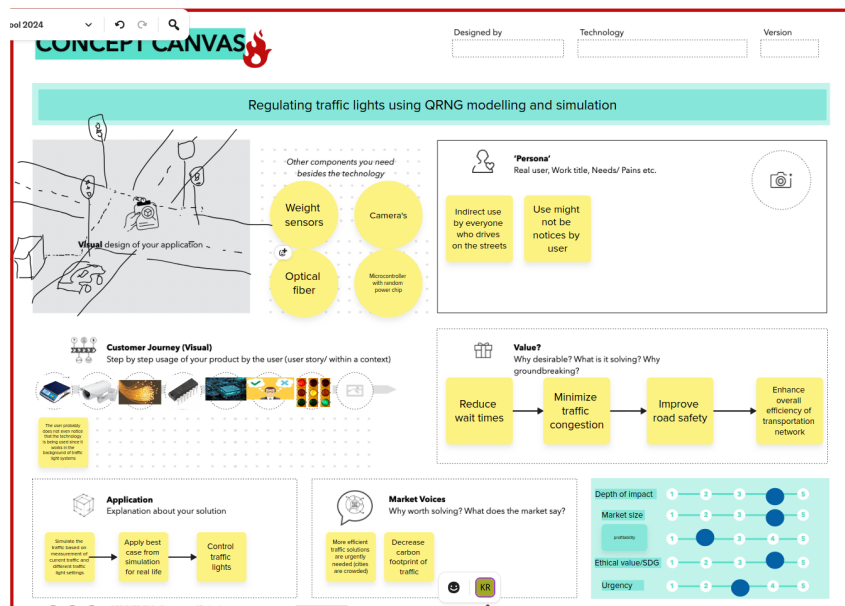 ool 2024
CONCEPT CANVAS
Designed by
Technology
Version
Regulating traffic lights using QRNG modelling and simulation
Visual design of your application
Other components you need
besides the technology
Weight
sensors
Camera's
Optical
fiber
Microcontroller
with random
power chip
'Persona'
Real user, Work title, Needs/ Pains etc.
Indirect use
by everyone
who drives
on the streets
Use might
not be
notices by
user
Customer Journey (Visual)
Step by step usage of your product by the user (user story/ within a context)
The user probably
does not even notice
that the technology
is being used since it
works in the
background of traffic
light systems
Value?
Why desirable? What is it solving? Why
groundbreaking?
Reduce
wait times
Minimize
traffic
congestion
Improve
road safety
Enhance
overall
efficiency of
transportation
network
Application
Explanation about your solution
Simulate the
traffic based on
measurement of
current traffic and
different traffic
light settings
Apply best
case from
simulation
for real life
Control
traffic
lights
Market Voices
Why worth solving? What does the market say?
More efficient
traffic solutions
are urgently
needed (cities
are crowded)
Decrease
carbon
footprint of
traffic
KR
Depth of impact 1 2 3 5
Market size 1 2 3 5
profitability 1 3 4 5
Ethical value/SDG 1 2 3 5
Urgency 1 2 4 5